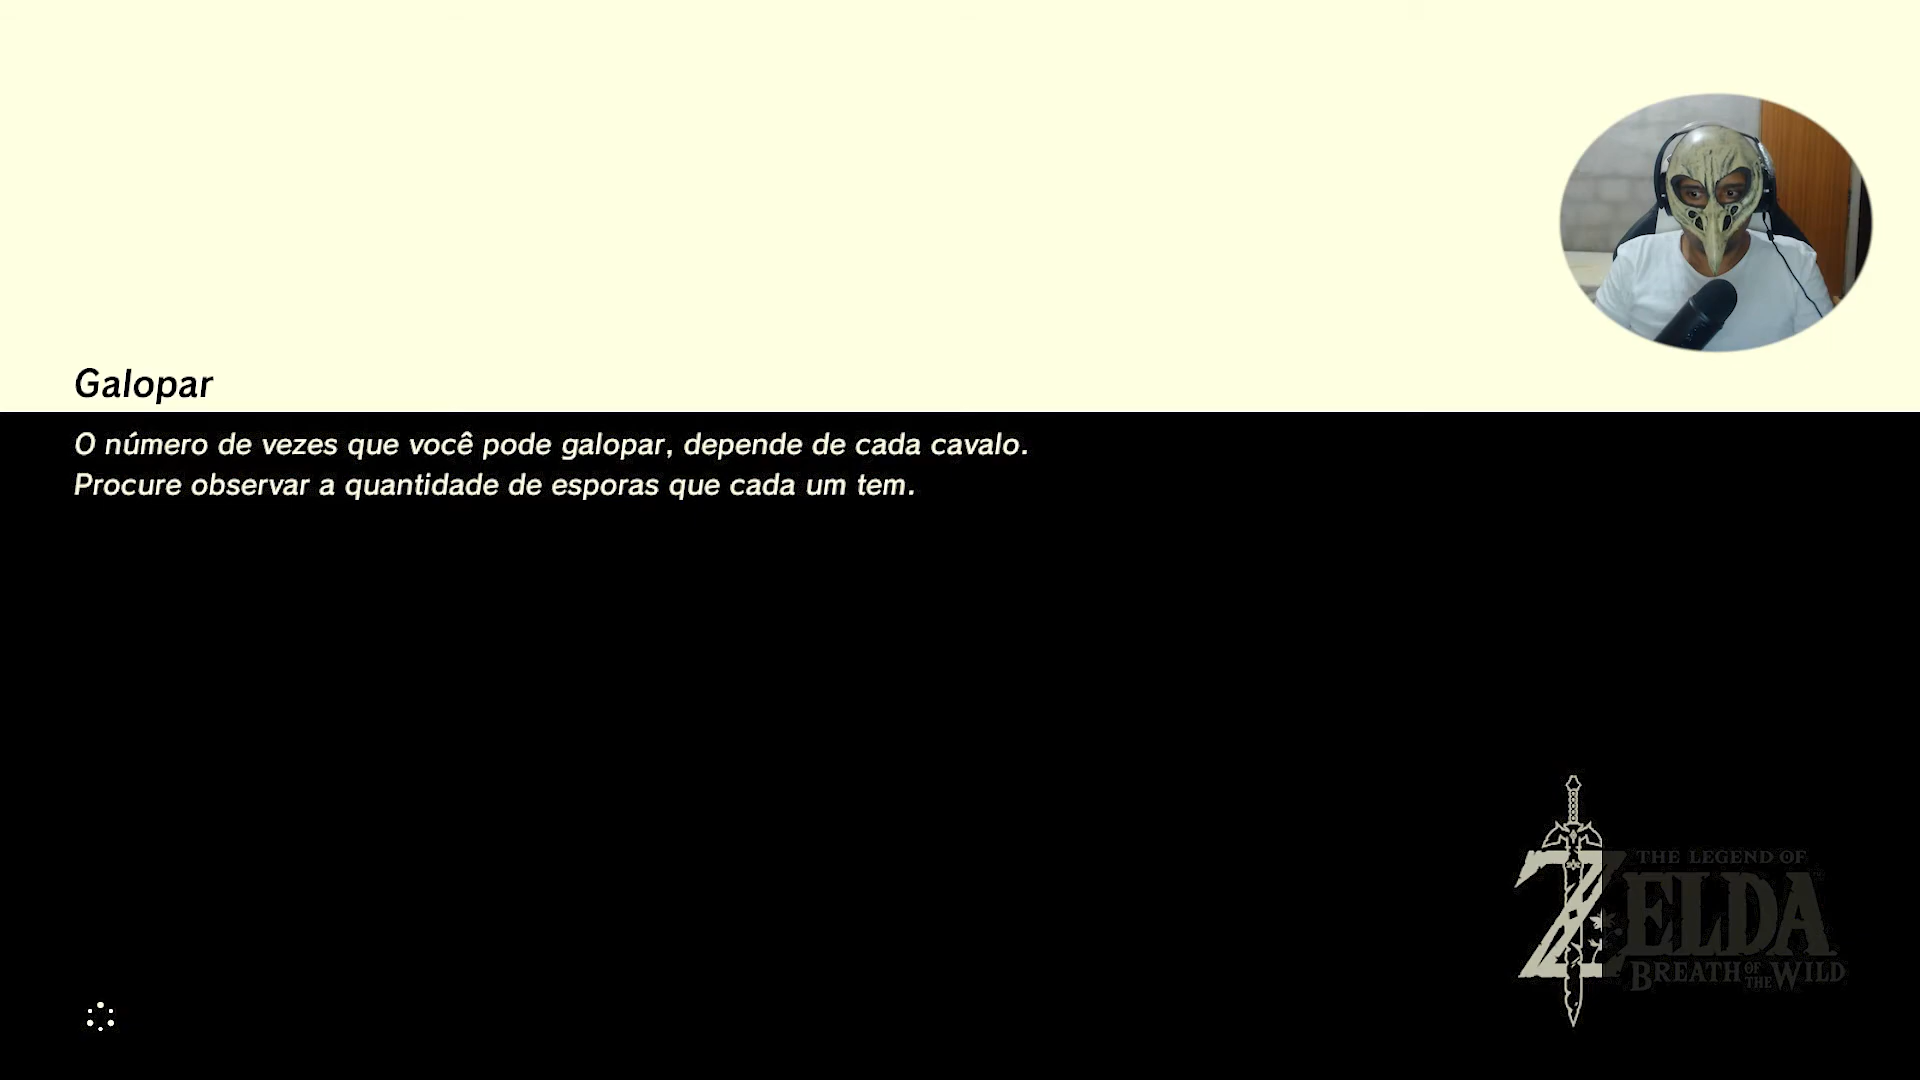 Galopar
O número de vezes que você pode galopar, depende de cada cavalo.
Procure observar a quantidade de esporas que cada um tem.
THE LEGEND OF
ZELDA
BREATH OF THE WILD